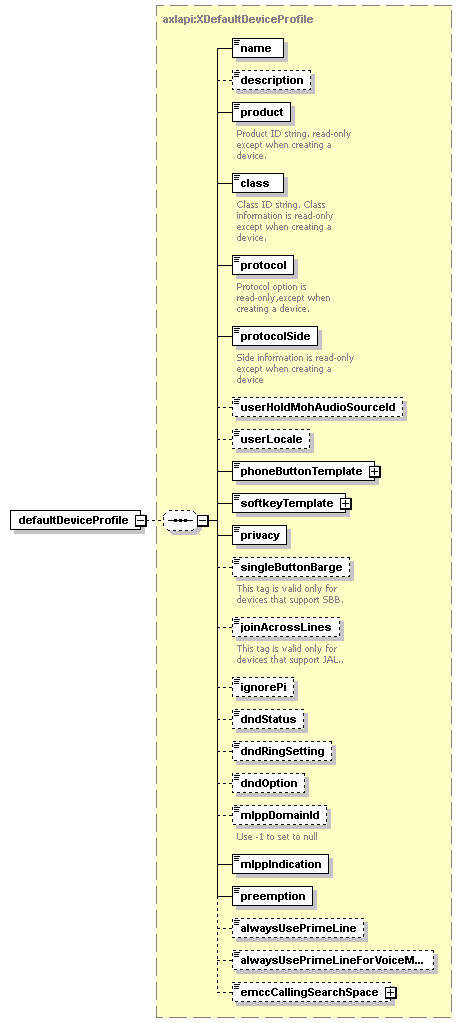 axlapi:XDefaultDeviceProfile
name
description
product
Product ID string. read-only
except when creating a
device.
class
Class ID string. Class
information is read-only
except when creating a
device.
protocol
Protocol option is
read-only,except when
creating a device.
protocolSide
Side information is read-only
except when creating a
device
userHoldMohAudioSourceId
userLocale
phoneButtonTemplate
softkeyTemplate
defaultDeviceProfile
privacy
singleButtonBarge
This tag is valid only for
devices that support SBB.
joinAcrossLines
This tag is valid only for
devices that support JAL..
ignorePi
dndStatus
dndRingSetting
dndOption
mlppDomainId
Use -1 to set to null
mlppIndication
preemption
alwaysUsePrimeLine
alwaysUsePrimeLineForVoiceM...
emccCallingSearchSpace